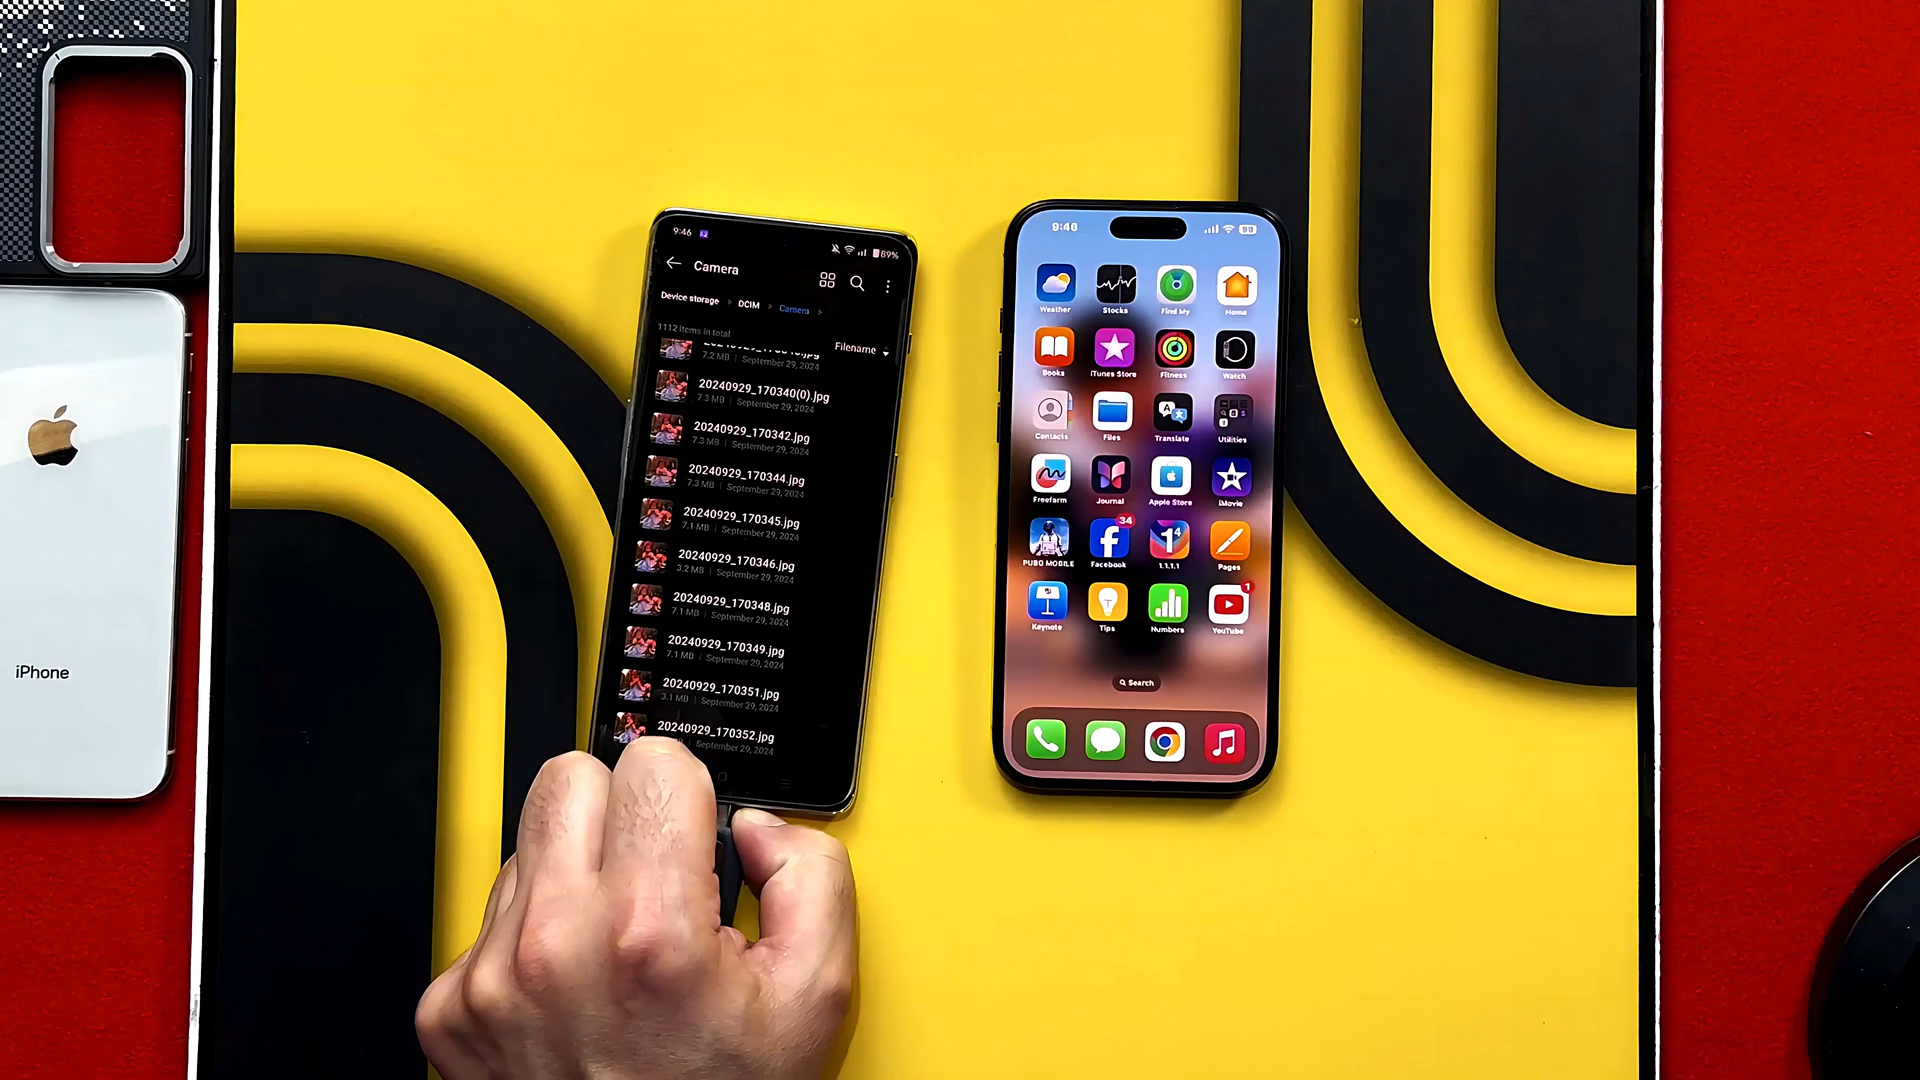 iPhone
9:46
89%
Camera
Device storage
DCIM
Camera
1112 items in total
Filename
7.2 MB | September 29, 2024
20240929_170340(0).jpg
7.3 MB | September 29, 2024
20240929_170342.jpg
7.3 MB | September 29, 2024
20240929_170344.jpg
7.3 MB | September 29, 2024
20240929_170345.jpg
7.1 MB | September 29, 2024
20240929_170346.jpg
3.2 MB | September 29, 2024
20240929_170348.jpg
7.1 MB | September 29, 2024
20240929_170349.jpg
7.1 MB | September 29, 2024
20240929_170351.jpg
3.1 MB | September 29, 2024
20240929_170352.jpg
September 29, 2024
9:46
Weather Stocks Find My Home
Books iTunes Store Fitness Watch
Contacts Files Translate Utilities
Freeform Journal Apple Store iMovie
34
PUBG MOBILE Facebook 1.1.1.1 Pages
1
Keynote Tips Numbers YouTube
Search